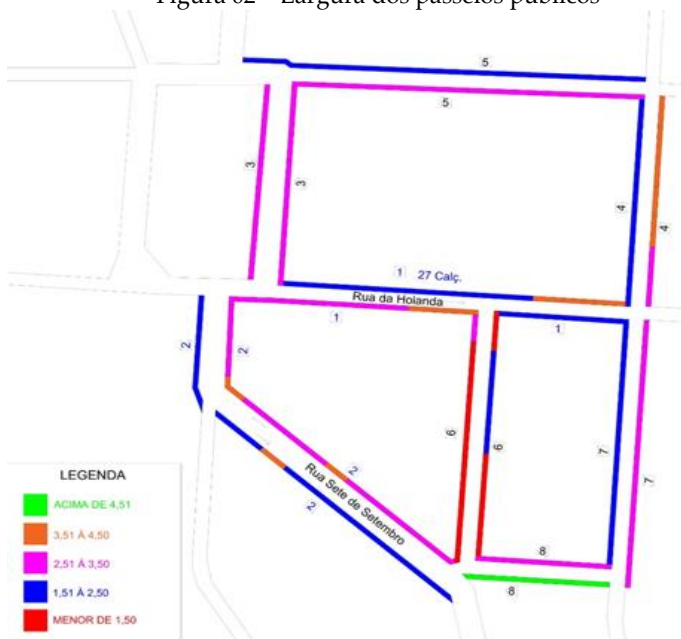 Figura 02 – Largura dos passeios públicos
5
5
3
3
4
4
1 27 Calç.
Rua da Holanda
1
1
2
2
6
6
7
7
2
Rua Sete de Setembro
2
8
8
LEGENDA
ACIMA DE 4,51
3,51 À 4,50
2,51 À 3,50
1,51 À 2,50
MENOR DE 1,50